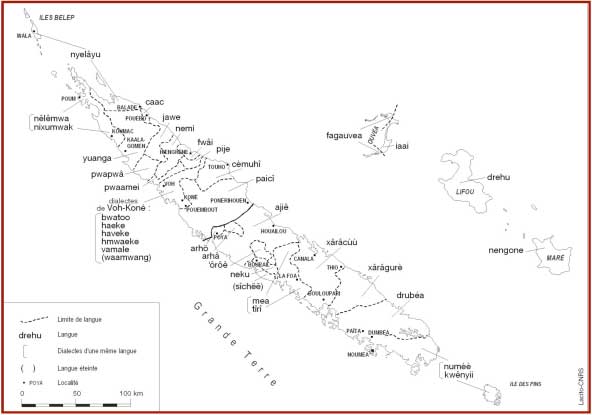 ILES BELEP
WALA
nyelâyu
POUM
BALADE
caac
POUEBO
jawe
nemi
nêlêmwa
nixumwak
KOUMAC
KAALA-
GOMEN
HIENGHENE
fwâi
pije
TOUHO
cèmuhî
yuanga
pwapwâ
pwaamei
VOH
paicî
KONE
PONERIHOUEN
POUEMBOUT
dialectes
de Voh-Koné :
bwatoo
haeke
haveke
hmwaeke
vamale
(waamwang)
fagauvea
OUVEA
iaai
drehu
LIFOU
nengone
MARÉ
ajië
HOUAILOU
POYA
arhö
arhâ
ôrôê
xârâcùù
CANALA
BOURAIL
neku
(sîchëë)
LA FOA
THIO
xârâgurè
mea
tîrî
BOULOUPARI
drubéa
PAÏTA
DUMBEA
NOUMEA
numèè
kwênyii
ILE DES PINS
Grande Terre
Limite de langue
drehu
Langue
Dialectes d'une même langue
( )
Langue éteinte
POYA
Localité
0 50 100 km
Lacito-CNRS